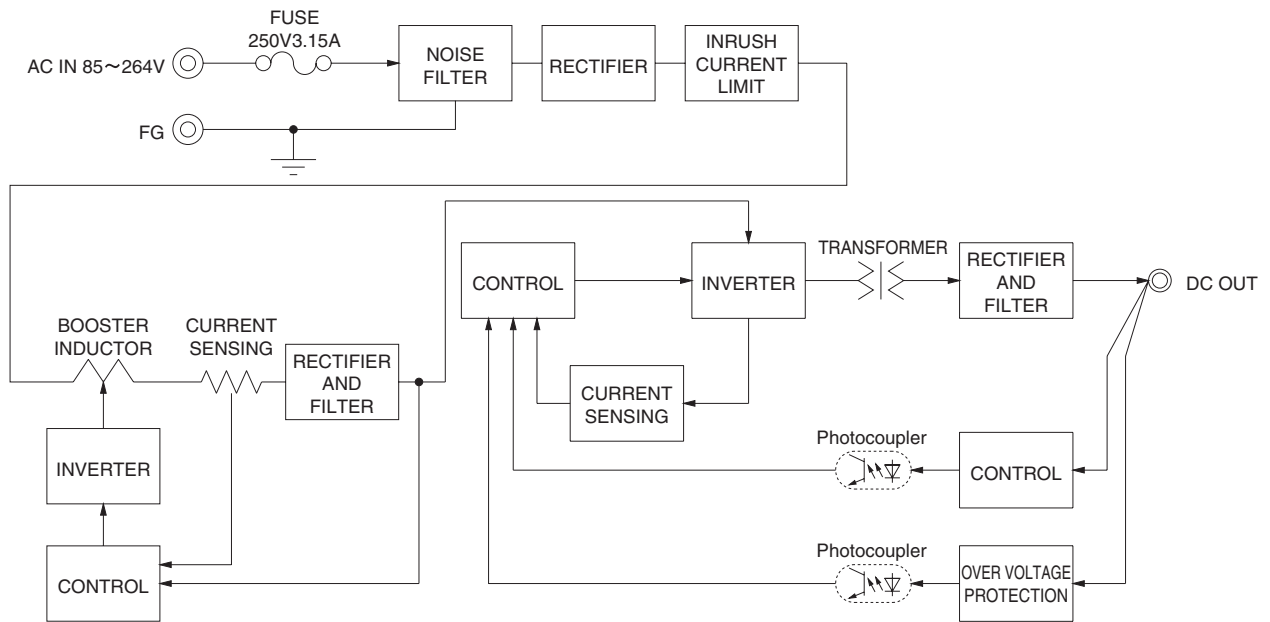 FUSE
250V3.15A
AC IN 85～264V
NOISE
FILTER
RECTIFIER
INRUSH
CURRENT
LIMIT
FG
CONTROL
INVERTER
TRANSFORMER
RECTIFIER
AND
FILTER
DC OUT
BOOSTER
INDUCTOR
CURRENT
SENSING
RECTIFIER
AND
FILTER
CURRENT
SENSING
INVERTER
Photocoupler
CONTROL
CONTROL
Photocoupler
OVER VOLTAGE
PROTECTION